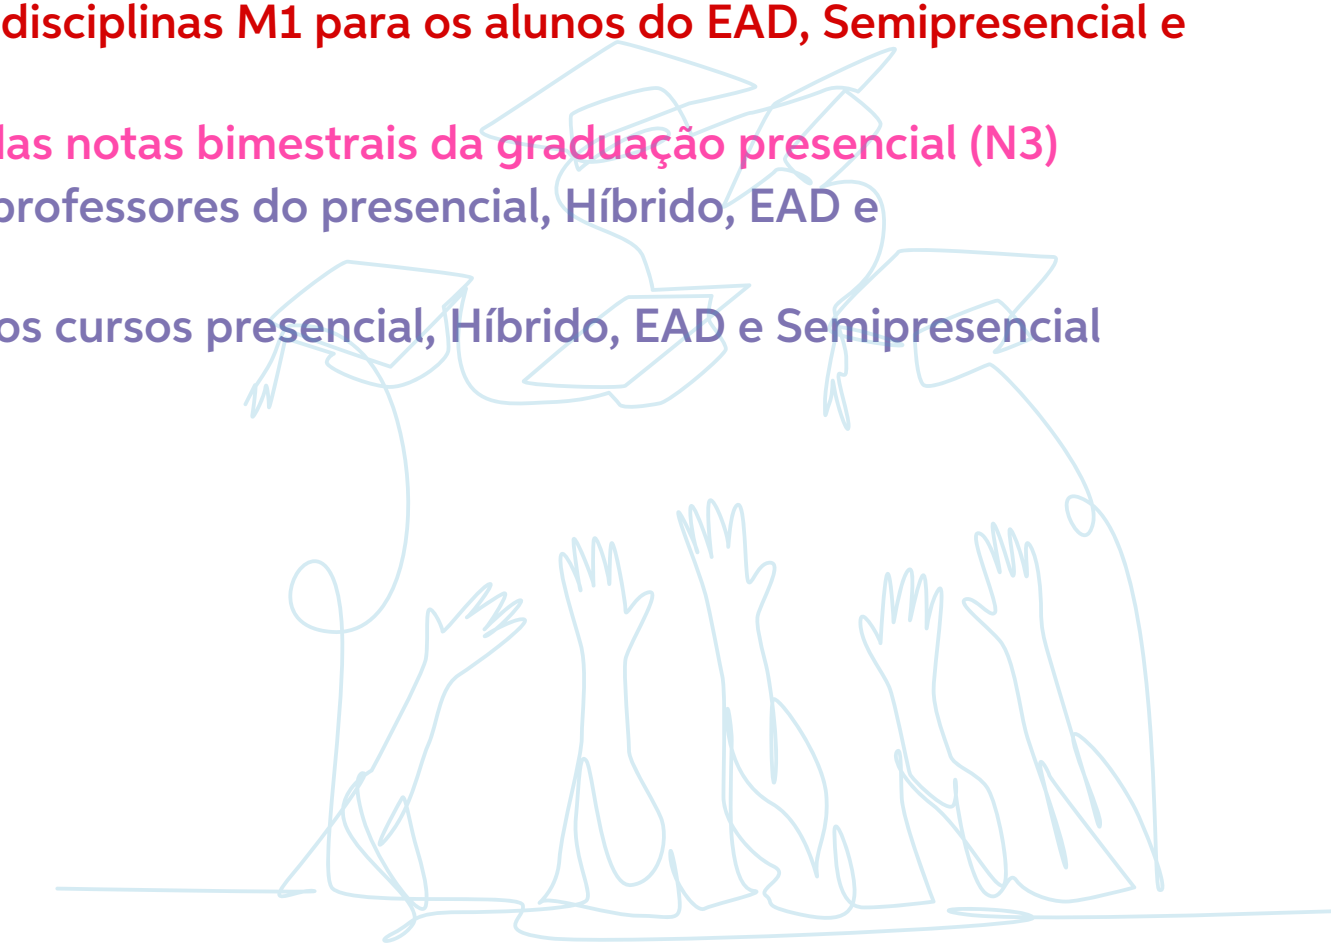 disciplinas M1 para os alunos do EAD, Semipresencial e
das notas bimestrais da graduação presencial (N3)
professores do presencial, Híbrido, EAD e
os cursos presencial, Híbrido, EAD e Semipresencial